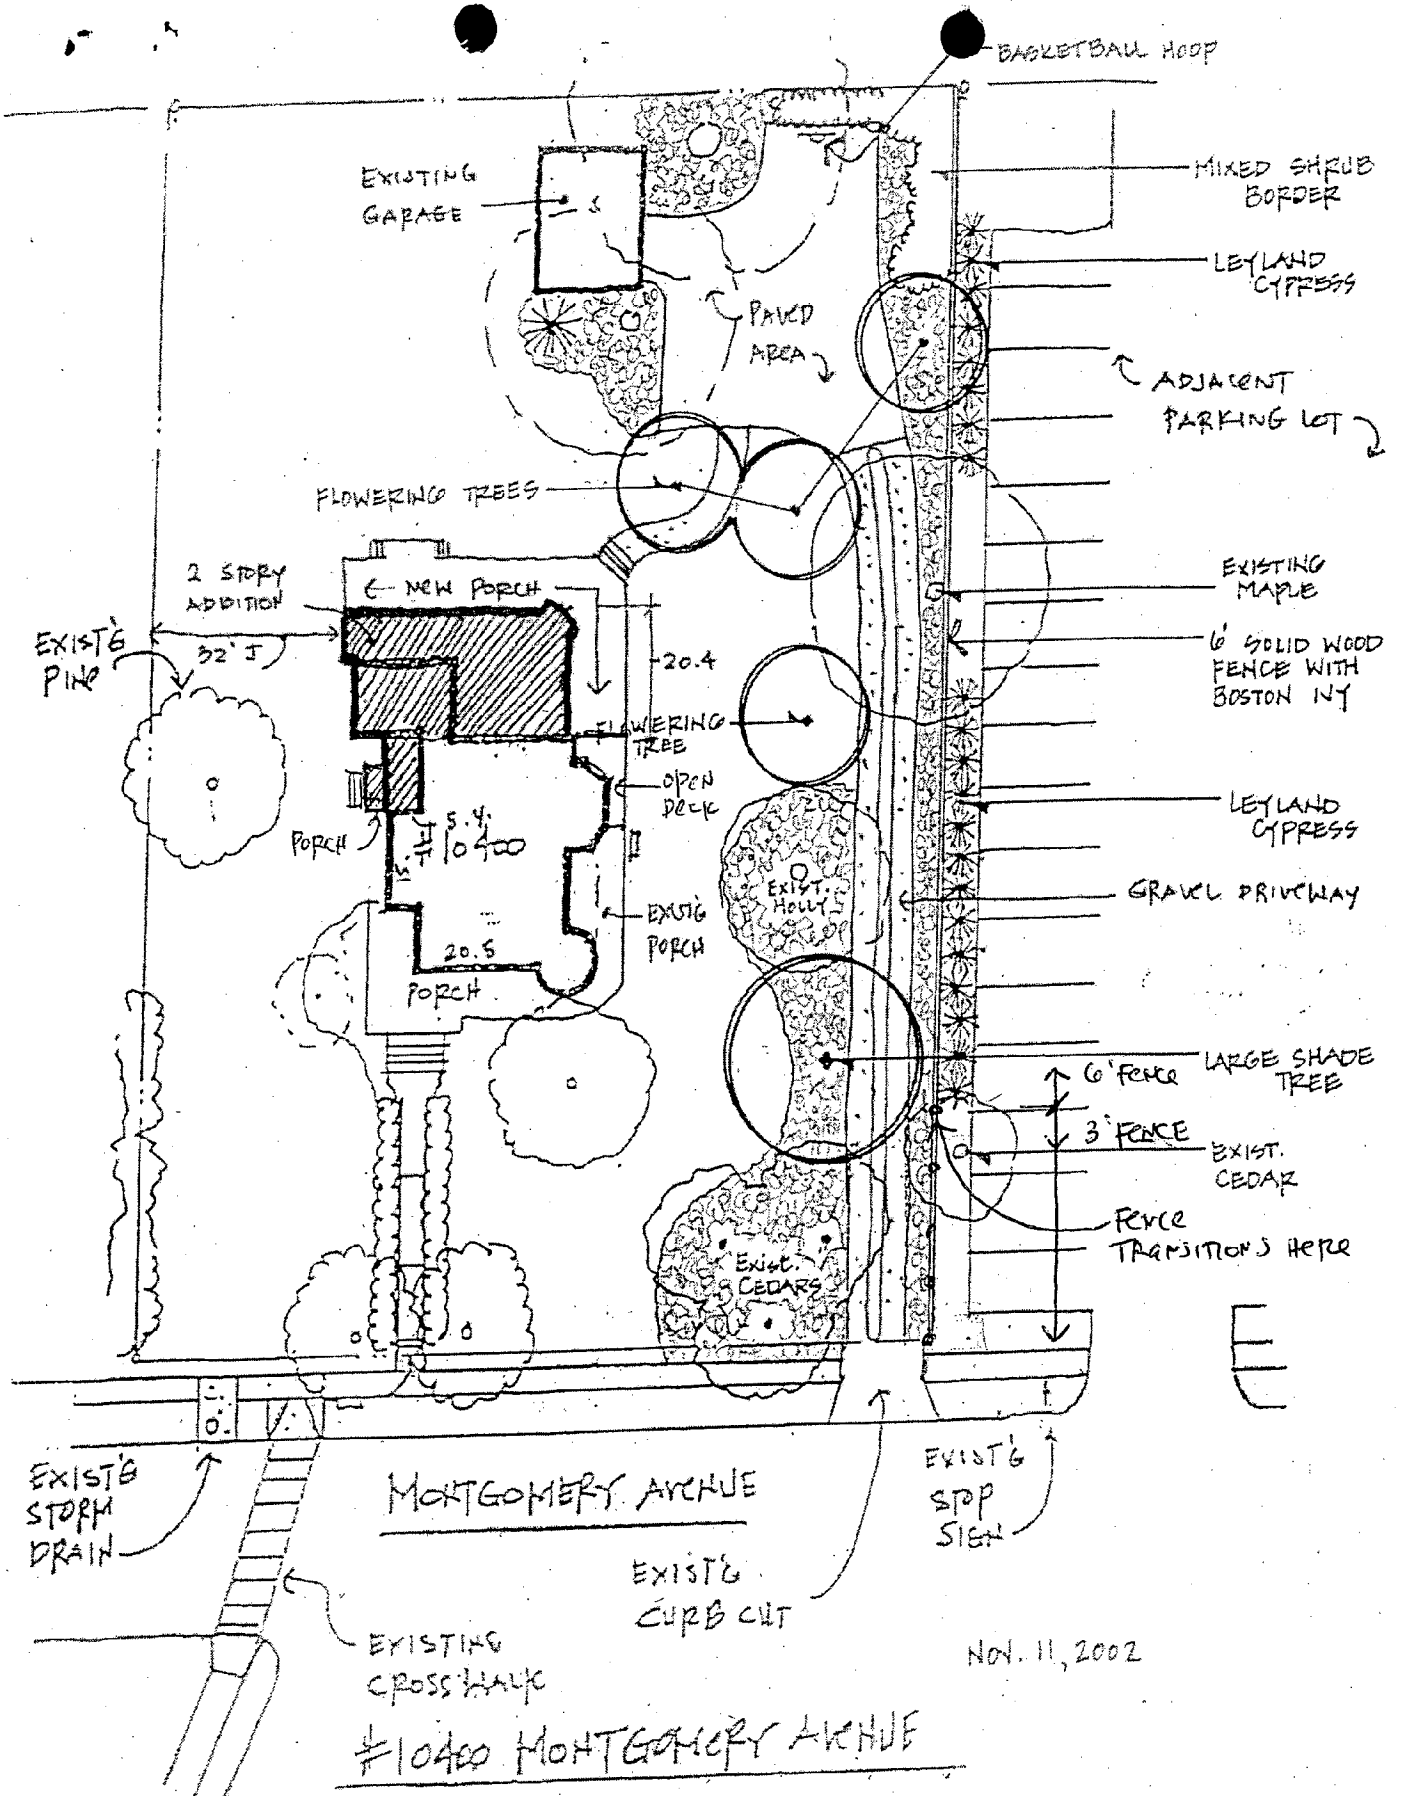 BASKETBALL HOOP
EXISTING
GARAGE
MIXED SHRUB
BORDER
LEYLAND
CYPRESS
PAVED
AREA
ADJACENT
PARKING LOT
FLOWERING TREES
2 STORY
ADDITION
← NEW PORCH
EXISTING
MAPLE
EXIST'G
PINE
32'
20.4
6' SOLID WOOD
FENCE WITH
BOSTON IVY
FLOWERING
TREE
OPEN
DECK
LEYLAND
CYPRESS
PORCH
5.4
#10400
EXIST.
HOLLY
GRAVEL DRIVEWAY
EXIST'G
PORCH
20.5
PORCH
LARGE SHADE
TREE
6' FENCE
3' FENCE
EXIST.
CEDAR
FENCE
TRANSITIONS HERE
EXIST.
CEDARS
EXIST'G
STORM
DRAIN
MONTGOMERY AVENUE
EXIST'G
STOP
SIGN
EXIST'G
CURB CUT
EXISTING
CROSSWALK
NOV. 11, 2002
#10400 MONTGOMERY AVENUE